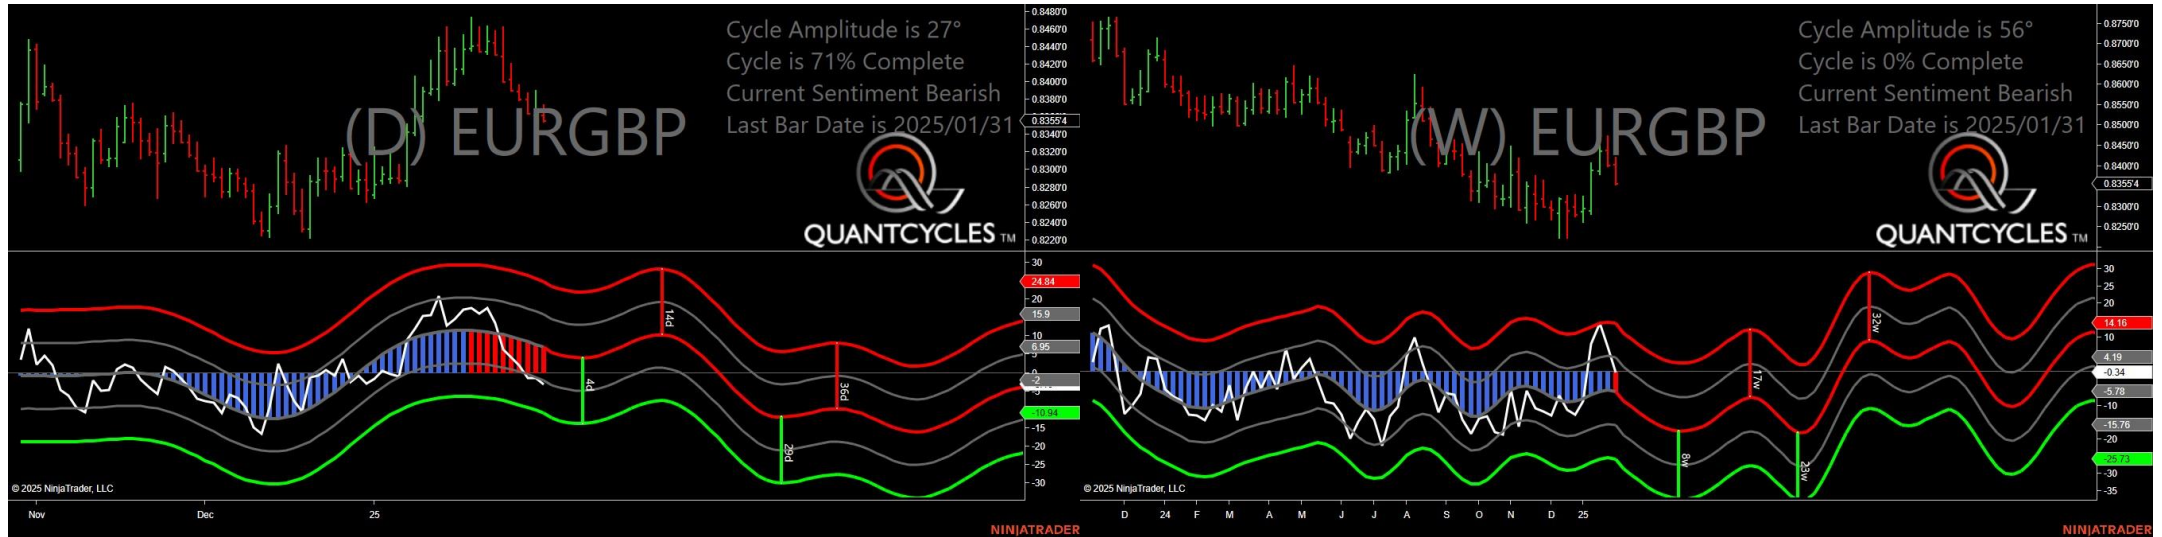 Cycle Amplitude is 27°
Cycle is 71% Complete
Current Sentiment Bearish
Last Bar Date is 2025/01/31
(D) EURGBP
QUANTCYCLES TM
0.8480'0
0.8460'0
0.8440'0
0.8420'0
0.8400'0
0.8380'0
0.8355'4
0.8340'0
0.8320'0
0.8300'0
0.8280'0
0.8260'0
0.8240'0
0.8220'0
30
24.84
20
15.9
10
6.95
-2
-10.94
-15
-20
-25
-30
14d
4d
36d
29d
© 2025 NinjaTrader, LLC
Nov Dec 25
NINJATRADER
Cycle Amplitude is 56°
Cycle is 0% Complete
Current Sentiment Bearish
Last Bar Date is 2025/01/31
(W) EURGBP
QUANTCYCLES TM
0.8750'0
0.8700'0
0.8650'0
0.8600'0
0.8550'0
0.8500'0
0.8450'0
0.8400'0
0.8355'4
0.8300'0
0.8250'0
30
25
20
14.16
10
4.19
-0.34
-5.78
-10
-15.76
-20
-25.73
-30
-35
32w
17w
8w
23w
© 2025 NinjaTrader, LLC
D 24 F M A M J J A S O N D 25
NINJATRADER